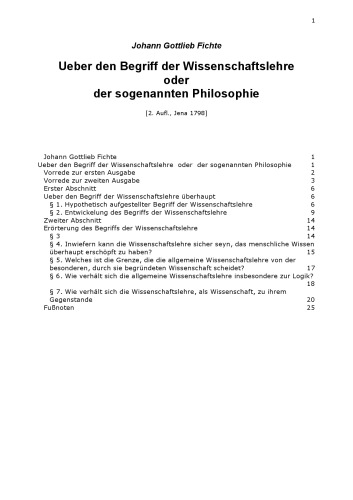 1
Johann Gottlieb Fichte
Ueber den Begriff der Wissenschaftslehre
oder
der sogenannten Philosophie
[2. Aufl., Jena 1798]
Johann Gottlieb Fichte 1
Ueber den Begriff der Wissenschaftslehre oder der sogenannten Philosophie 1
Vorrede zur ersten Ausgabe 2
Vorrede zur zweiten Ausgabe 3
Erster Abschnitt 6
Ueber den Begriff der Wissenschaftslehre überhaupt 6
§ 1. Hypothetisch aufgestellter Begriff der Wissenschaftslehre 6
§ 2. Entwickelung des Begriffs der Wissenschaftslehre 9
Zweiter Abschnitt 14
Erörterung des Begriffs der Wissenschaftslehre 14
§ 3 14
§ 4. Inwiefern kann die Wissenschaftslehre sicher seyn, das menschliche Wissen
überhaupt erschöpft zu haben? 15
§ 5. Welches ist die Grenze, die die allgemeine Wissenschaftslehre von der
besonderen, durch sie begründeten Wissenschaft scheidet? 17
§ 6. Wie verhält sich die allgemeine Wissenschaftslehre insbesondere zur Logik?
18
§ 7. Wie verhält sich die Wissenschaftslehre, als Wissenschaft, zu ihrem
Gegenstande 20
Fußnoten 25